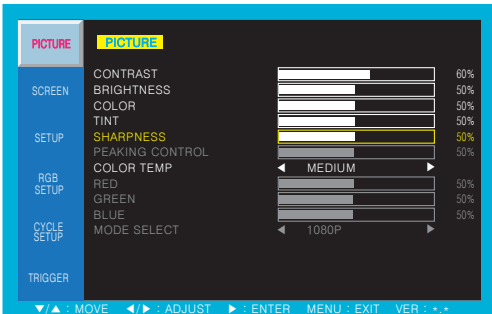 PICTURE
SCREEN
SETUP
RGB
SETUP
CYCLE
SETUP
TRIGGER
PICTURE
CONTRAST 60%
BRIGHTNESS 50%
COLOR 50%
TINT 50%
SHARPNESS 50%
PEAKING CONTROL 50%
COLOR TEMP ◀ MEDIUM ▶
RED 50%
GREEN 50%
BLUE 50%
MODE SELECT ◀ 1080P ▶
▼/▲ : MOVE ◀/▶ : ADJUST ▶ : ENTER MENU : EXIT VER : *.*